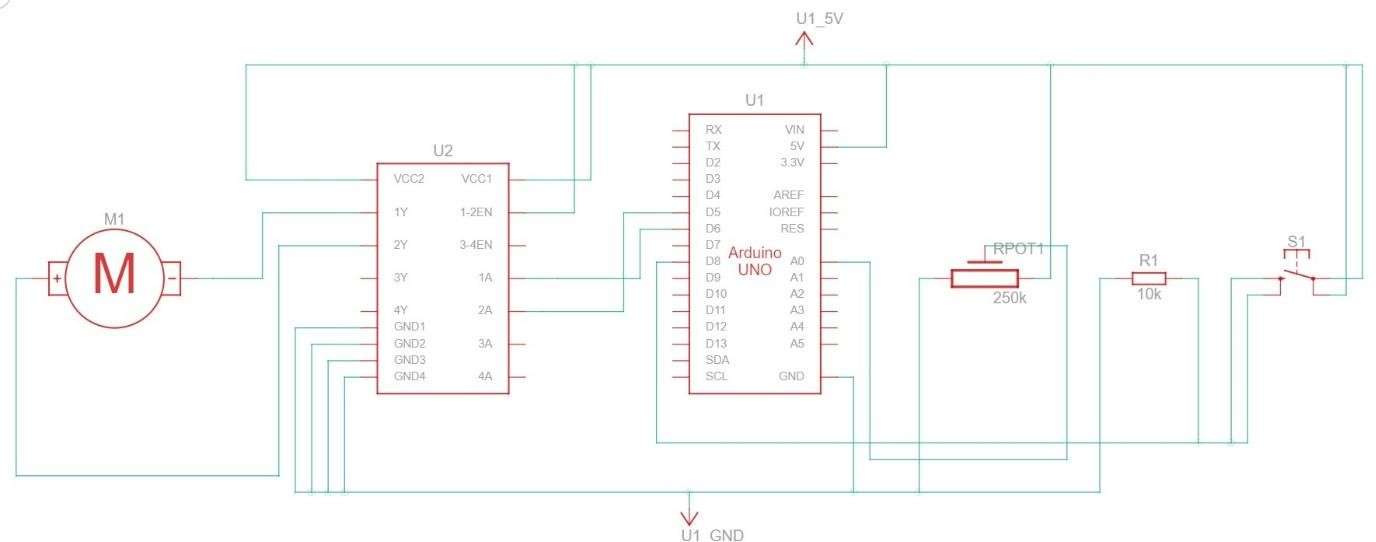 U1_5V
U1
U2
M1
M
+
-
VCC2
1Y
2Y
3Y
4Y
GND1
GND2
GND3
GND4
VCC1
1-2EN
3-4EN
1A
2A
3A
4A
RX
TX
D2
D3
D4
D5
D6
D7
D8
D9
D10
D11
D12
D13
SDA
SCL
Arduino
UNO
VIN
5V
3.3V
AREF
IOREF
RES
A0
A1
A2
A3
A4
A5
GND
RPOT1
250k
R1
10k
S1
U1_GND